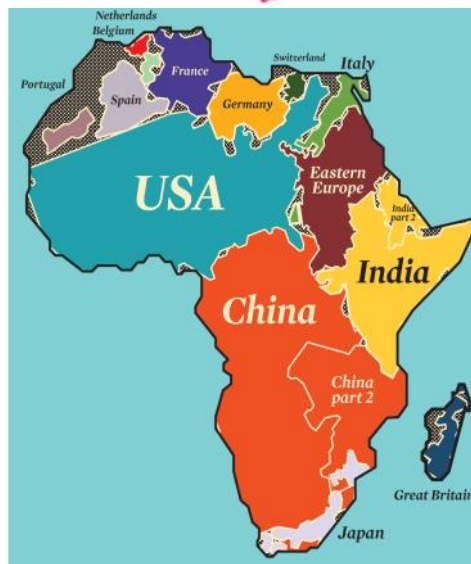 Netherlands
Belgium
Portugal
Spain
France
Switzerland
Italy
Germany
USA
Eastern
Europe
India
part 2
India
China
China
part 2
Great Britain
Japan